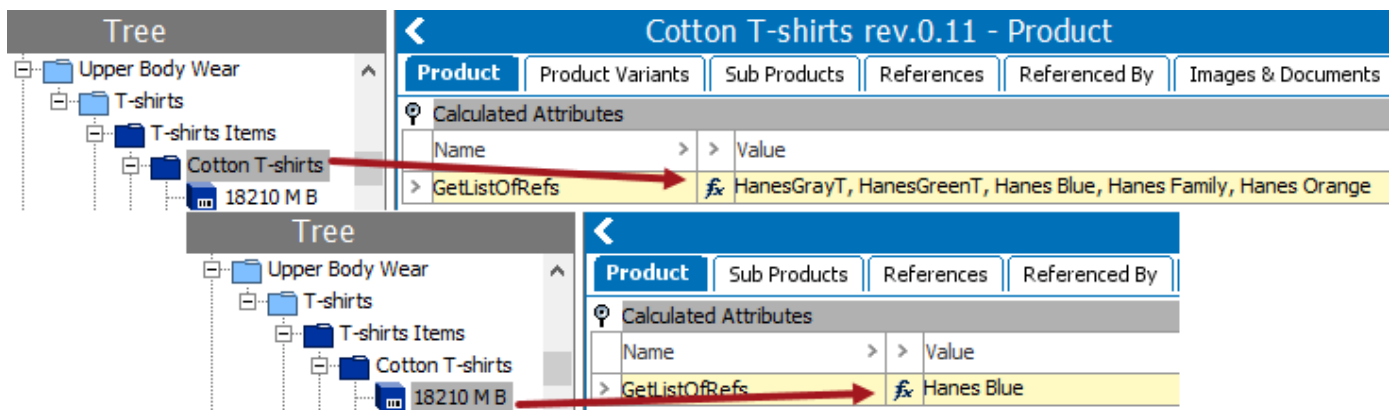 Tree
Cotton T-shirts rev.0.11 - Product
Upper Body Wear
Product Product Variants Sub Products References Referenced By Images & Documents
T-shirts
Calculated Attributes
T-shirts Items
Name > > Value
Cotton T-shirts
> GetListOfRefs fx HanesGrayT, HanesGreenT, Hanes Blue, Hanes Family, Hanes Orange
18210 M B
Tree
Upper Body Wear
Product Sub Products References Referenced By
T-shirts
Calculated Attributes
T-shirts Items
Name > > Value
Cotton T-shirts
> GetListOfRefs fx Hanes Blue
18210 M B